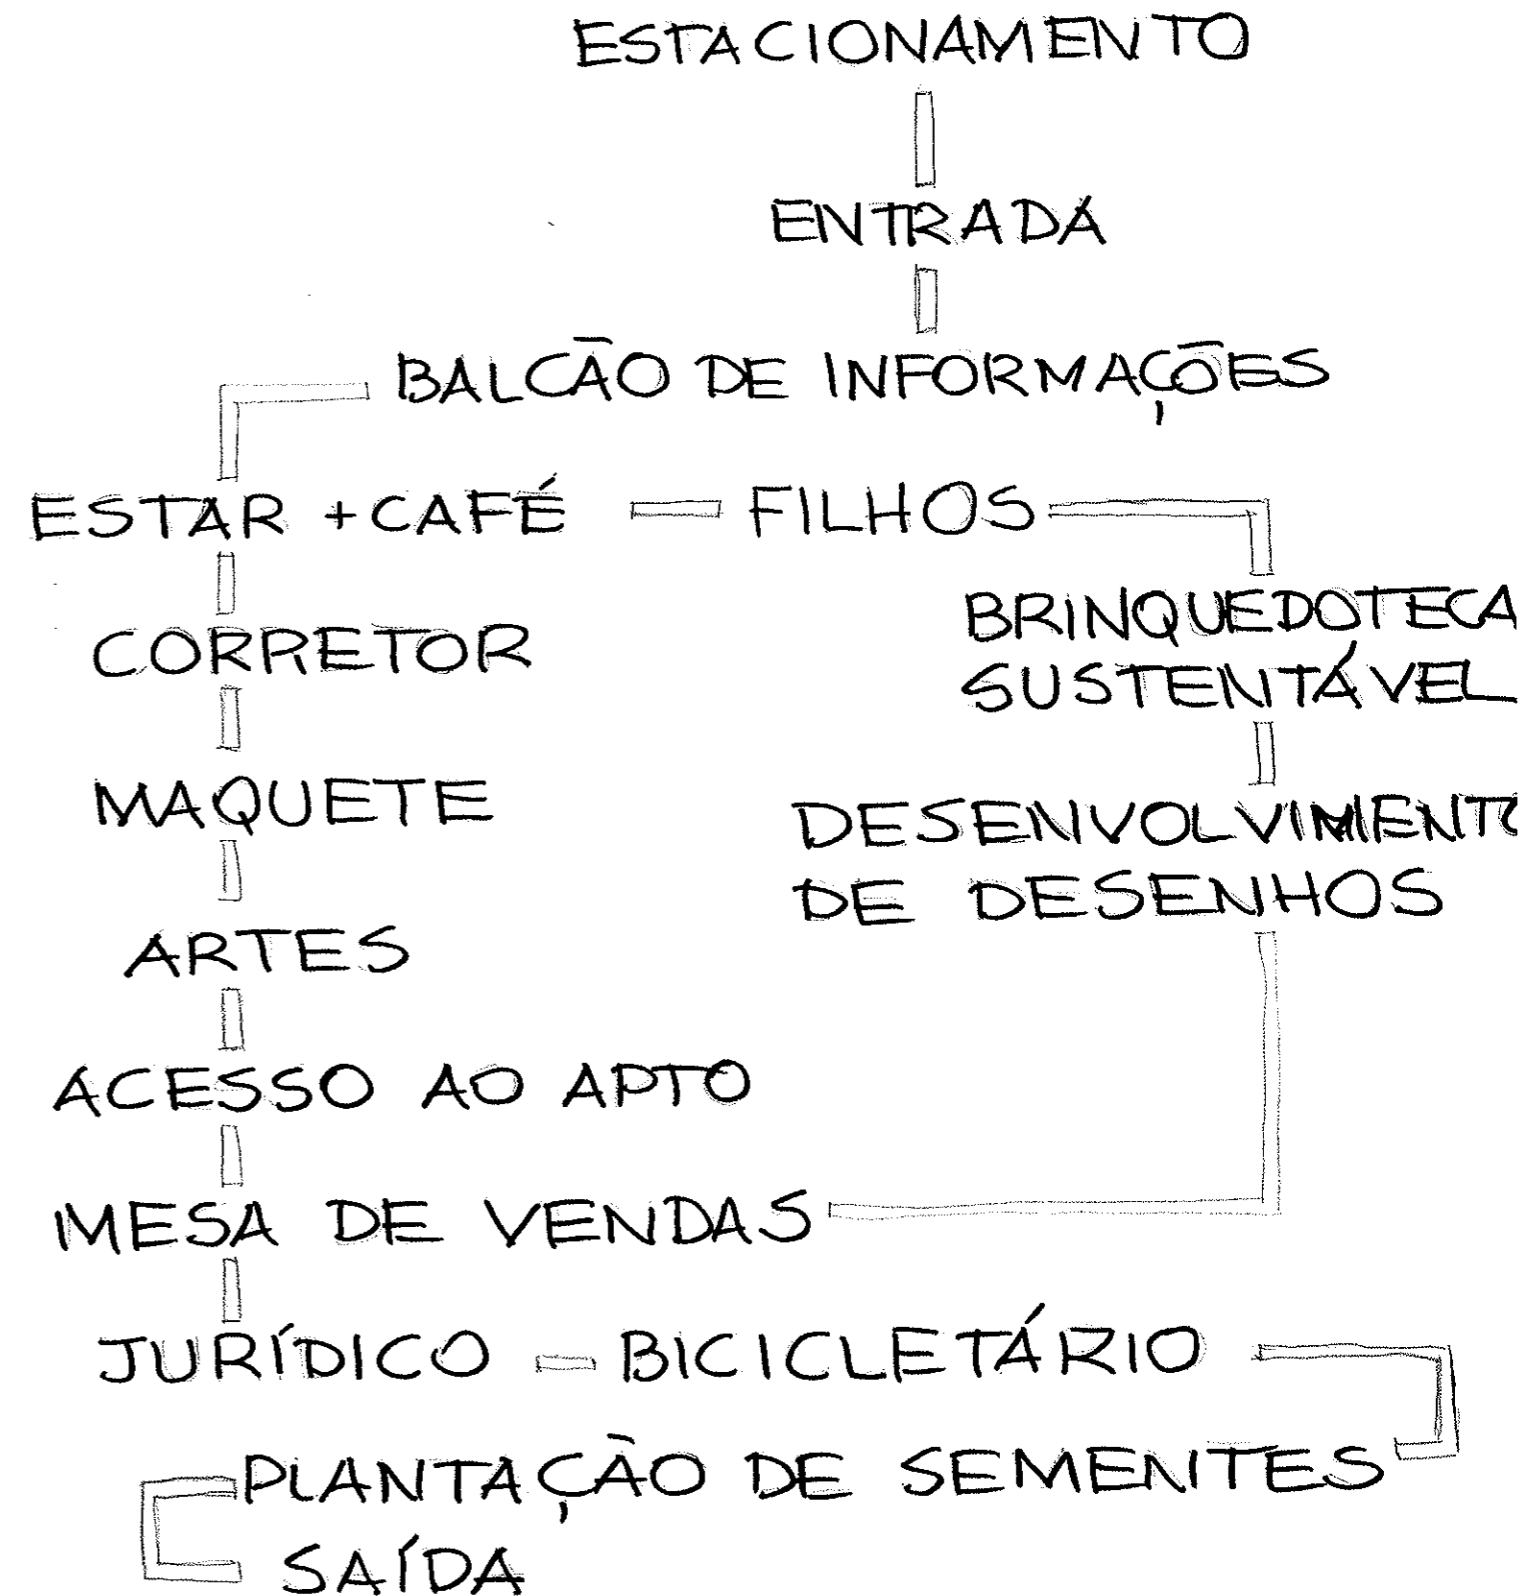 ESTACIONAMENTO
ENTRADA
BALCÃO DE INFORMAÇÕES
ESTAR + CAFÉ
FILHOS
CORRETOR
BRINQUEDOTECA
SUSTENTÁVEL
MAQUETE
DESENVOLVIMENTO
DE DESENHOS
ARTES
ACESSO AO APTO
MESA DE VENDAS
JURÍDICO
BICICLETÁRIO
PLANTAÇÃO DE SEMENTES
SAÍDA